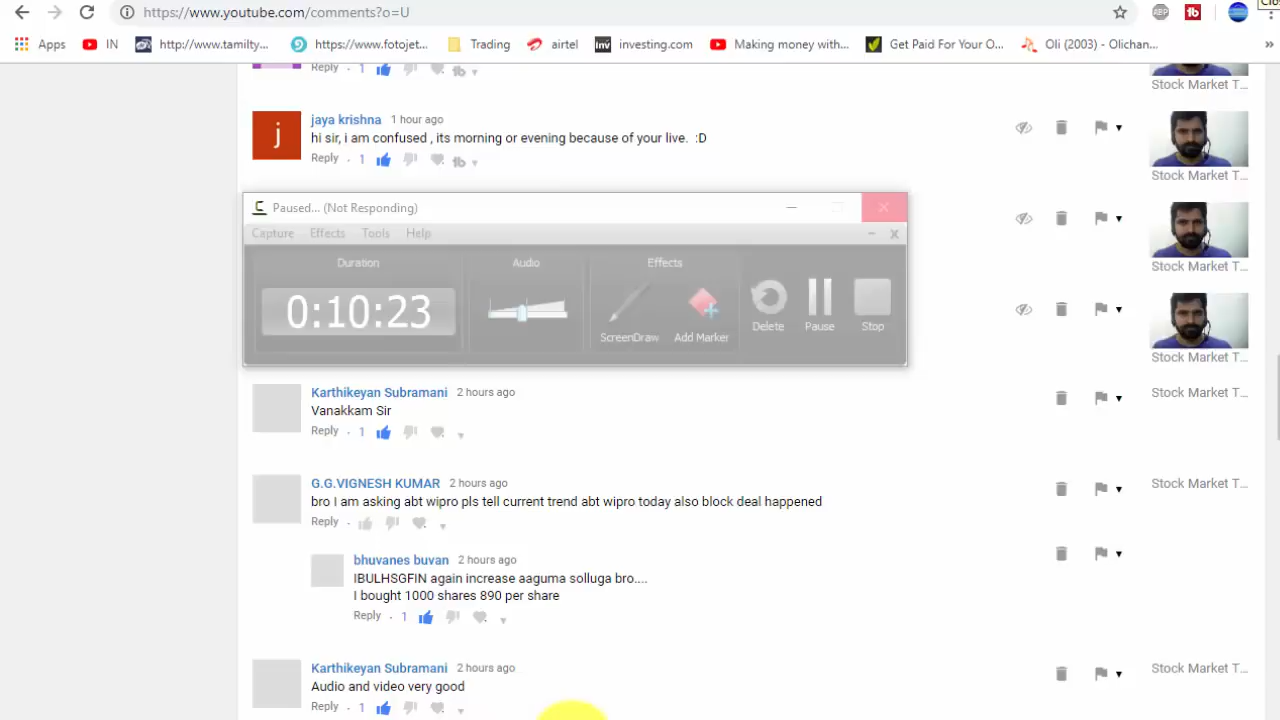 Clos
https://www.youtube.com/comments?o=U
ABP
Apps
IN
http://www.tamilty...
https://www.fotojet...
Trading
airtel
Inv
investing.com
Making money with...
Get Paid For Your O...
Oli (2003) - Olichan...
»
Reply · 1
Stock Market T...
j
jaya krishna 1 hour ago
hi sir, i am confused , its morning or evening because of your live. :D
Reply · 1
Stock Market T...
Paused... (Not Responding)
Capture Effects Tools Help
Duration
Audio
Effects
0:10:23
ScreenDraw
Add Marker
Delete
Pause
Stop
Stock Market T...
Stock Market T...
Karthikeyan Subramani 2 hours ago
Vanakkam Sir
Reply · 1
Stock Market T...
G.G.VIGNESH KUMAR 2 hours ago
bro I am asking abt wipro pls tell current trend abt wipro today also block deal happened
Reply ·
Stock Market T...
bhuvanes buvan 2 hours ago
IBULHSGFIN again increase aaguma solluga bro....
I bought 1000 shares 890 per share
Reply · 1
Karthikeyan Subramani 2 hours ago
Audio and video very good
Reply · 1
Stock Market T...